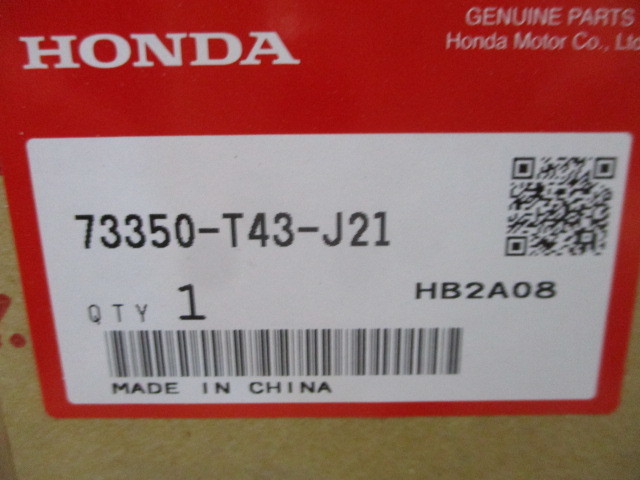 HONDA
GENUINE PARTS
Honda Motor Co., Ltd
73350-T43-J21
HB2A08
QTY 1
MADE IN CHINA